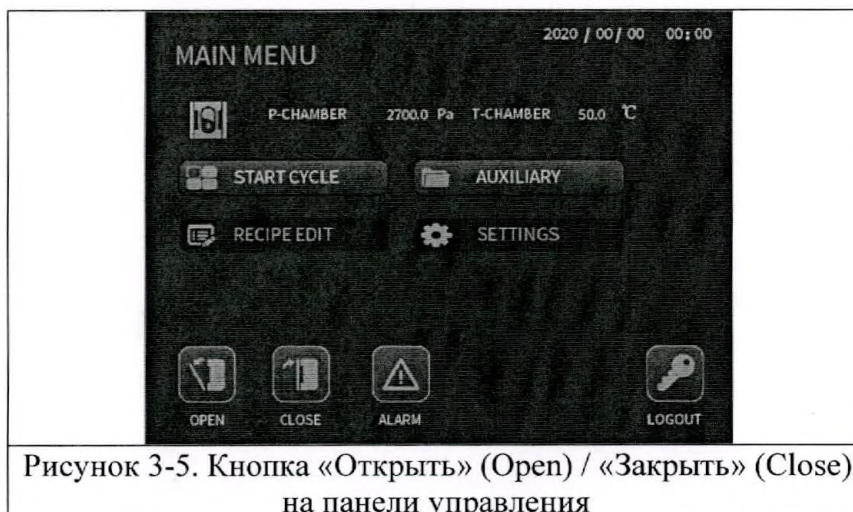 2020 / 00 / 00 00:00
MAIN MENU
P-CHAMBER 2700.0 Pa T-CHAMBER 50.0 ℃
START CYCLE AUXILIARY
RECIPE EDIT SETTINGS
OPEN CLOSE ALARM LOGOUT
Рисунок 3-5. Кнопка «Открыть» (Open) / «Закрыть» (Close)
на панели управления